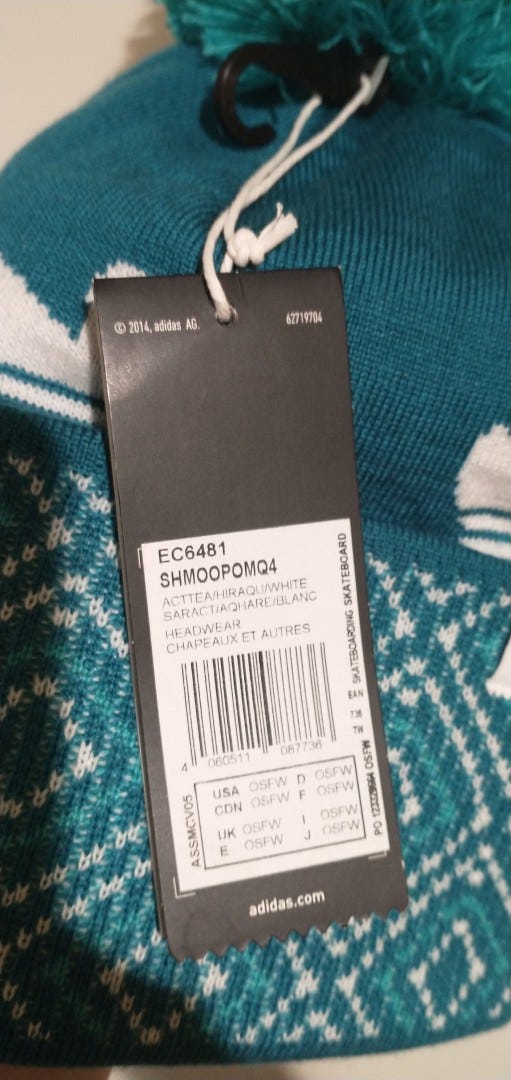 © 2014, adidas AG. 62719704
EC6481
SHMOOPOMQ4
ACTTEA/HIRAQU/WHITE
SARACT/AQHARE/BLANC
HEADWEAR
CHAPEAUX ET AUTRES
SKATEBOARDING SKATEBOARD
EAN 736 TW
4 060511 087736
ASSMCV05
USA OSFW D OSFW
CDN OSFW F OSFW
UK OSFW I OSFW
E OSFW J OSFW
PO OSFW
adidas.com